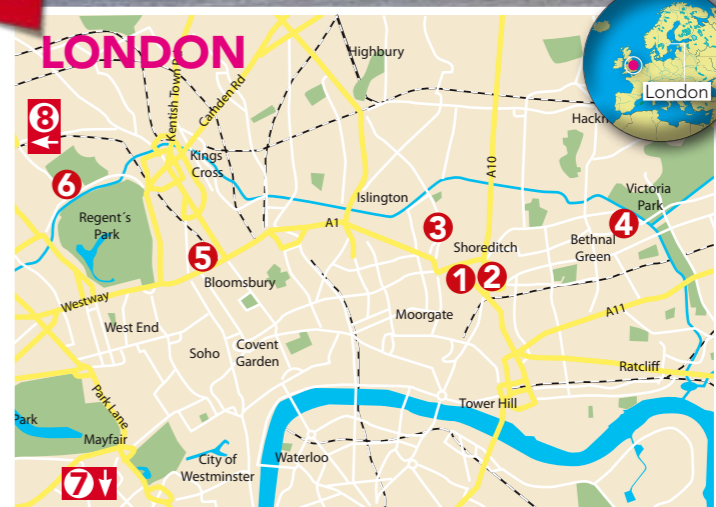 LONDON
Highbury
London
Kentish Town
Camden Rd
8
Kings
Cross
A10
6
Islington
Victoria
Park
Regent´s
Park
A1
3
4
Shoreditch
Bethnal
Green
5
1 2
Bloomsbury
Westway
Moorgate
A11
West End
Soho
Covent
Garden
Ratcliff
Park Lane
Tower Hill
Park
Mayfair
City of
Westminster
Waterloo
7